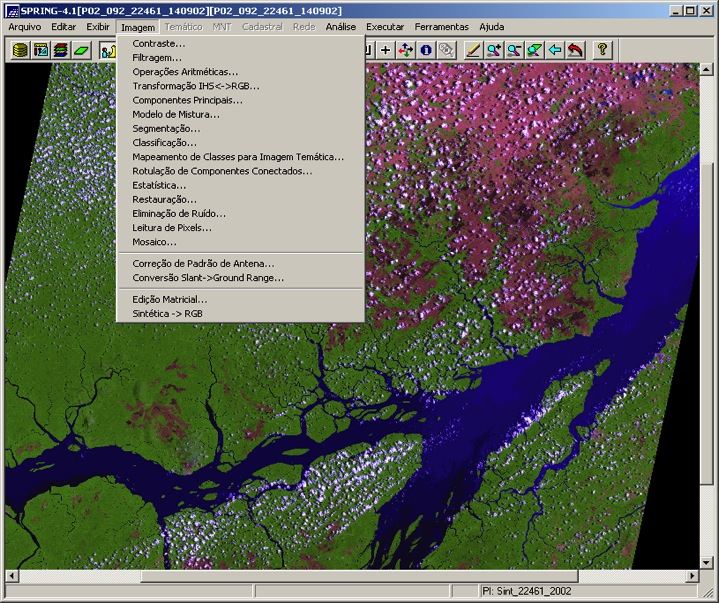 SPRING-4.1[P02_092_22461_140902][P02_092_22461_140902]
Arquivo Editar Exibir Imagem Temático MNT Cadastral Rede Análise Executar Ferramentas Ajuda
Contraste...
Filtragem...
Operações Aritméticas...
Transformação IHS<->RGB...
Componentes Principais...
Modelo de Mistura...
Segmentação...
Classificação...
Mapeamento de Classes para Imagem Temática...
Rotulação de Componentes Conectados...
Estatística...
Restauração...
Eliminação de Ruído...
Leitura de Pixels...
Mosaico...
Correção de Padrão de Antena...
Conversão Slant->Ground Range...
Edição Matricial...
Sintética -> RGB
PI: Sint_22461_2002